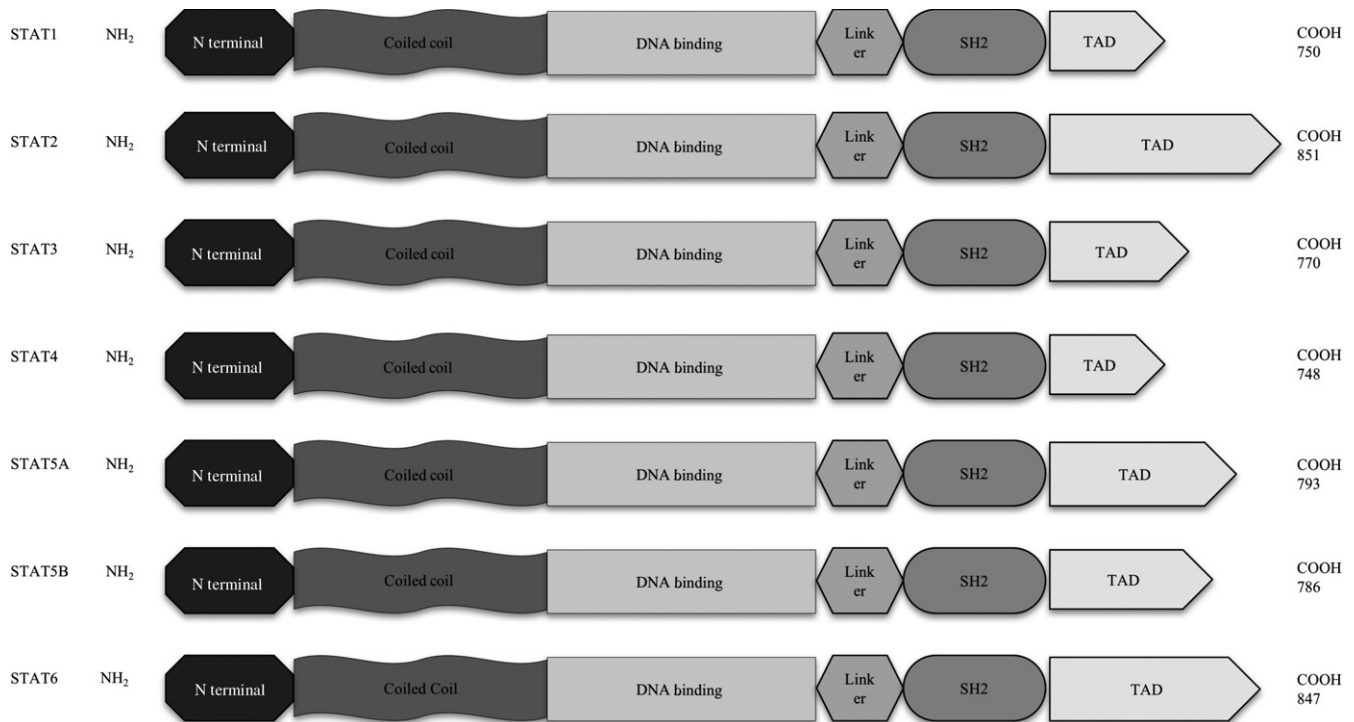 STAT1 NH₂ N terminal Coiled coil DNA binding Link er SH2 TAD COOH 750
STAT2 NH₂ N terminal Coiled coil DNA binding Link er SH2 TAD COOH 851
STAT3 NH₂ N terminal Coiled coil DNA binding Link er SH2 TAD COOH 770
STAT4 NH₂ N terminal Coiled coil DNA binding Link er SH2 TAD COOH 748
STAT5A NH₂ N terminal Coiled coil DNA binding Link er SH2 TAD COOH 793
STAT5B NH₂ N terminal Coiled coil DNA binding Link er SH2 TAD COOH 786
STAT6 NH₂ N terminal Coiled Coil DNA binding Link er SH2 TAD COOH 847